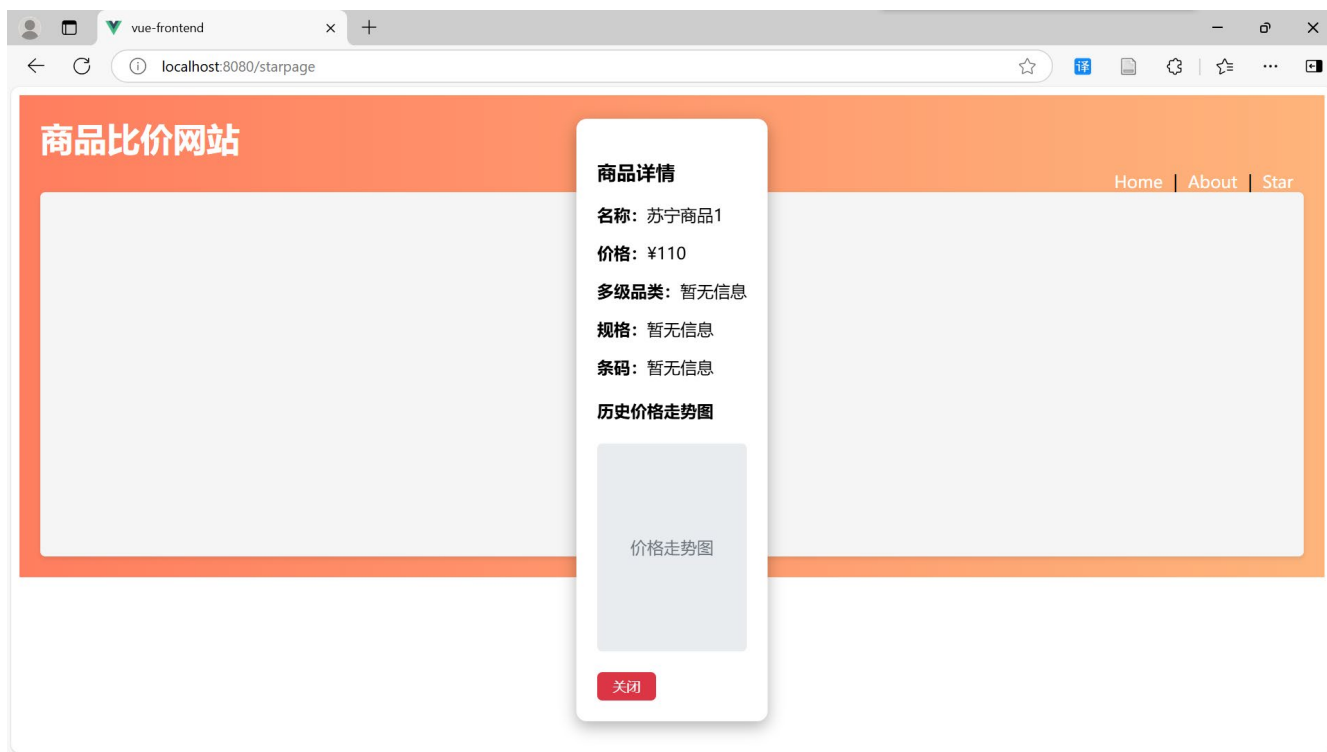 vue-frontend
localhost:8080/starpage
译
商品比价网站
Home | About | Star
商品详情
名称：苏宁商品1
价格：¥110
多级品类：暂无信息
规格：暂无信息
条码：暂无信息
历史价格走势图
价格走势图
关闭